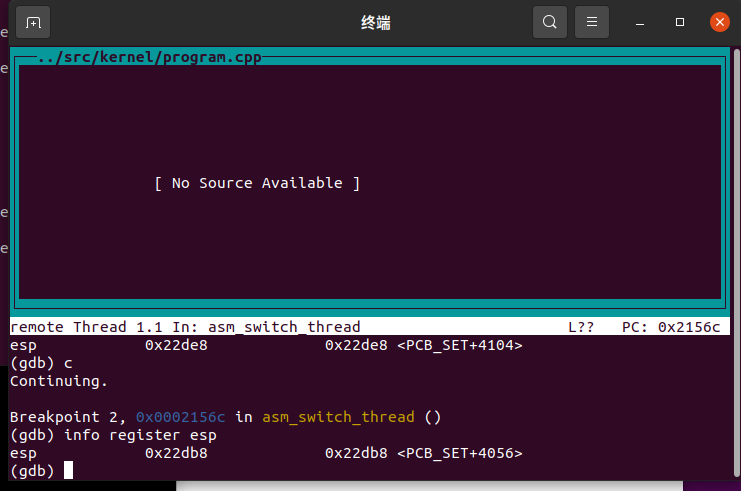 终端
../src/kernel/program.cpp
[ No Source Available ]
remote Thread 1.1 In: asm_switch_thread L?? PC: 0x2156c
esp 0x22de8 0x22de8 <PCB_SET+4104>
(gdb) c
Continuing.
Breakpoint 2, 0x0002156c in asm_switch_thread ()
(gdb) info register esp
esp 0x22db8 0x22db8 <PCB_SET+4056>
(gdb)